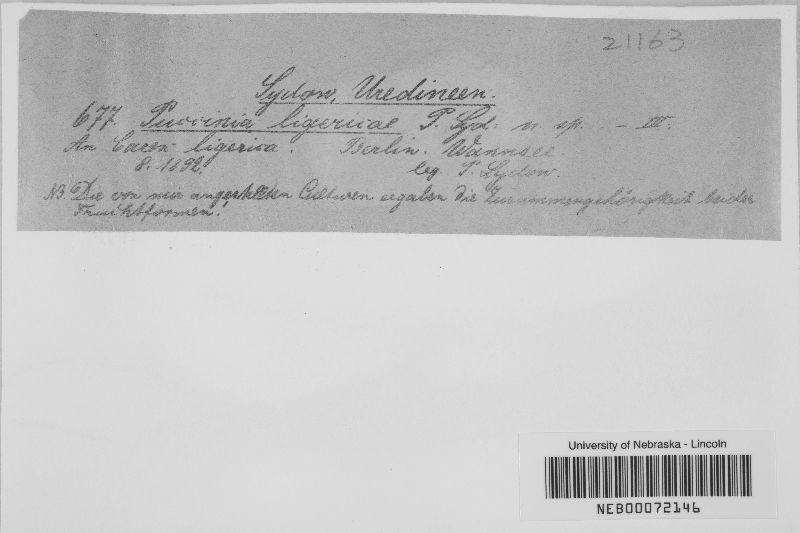 21163
Sydow, Uredineen.
677. Puccinia ligericae P. Syd. n. sp. . – III.
An Carex ligerica. Berlin. Wannsee
8. 1892. leg. P. Sydow.
NB. Die von mir angestellten Culturen ergaben die Zusammengehörigkeit beider
Fruchtformen!
University of Nebraska - Lincoln
NEB00072146